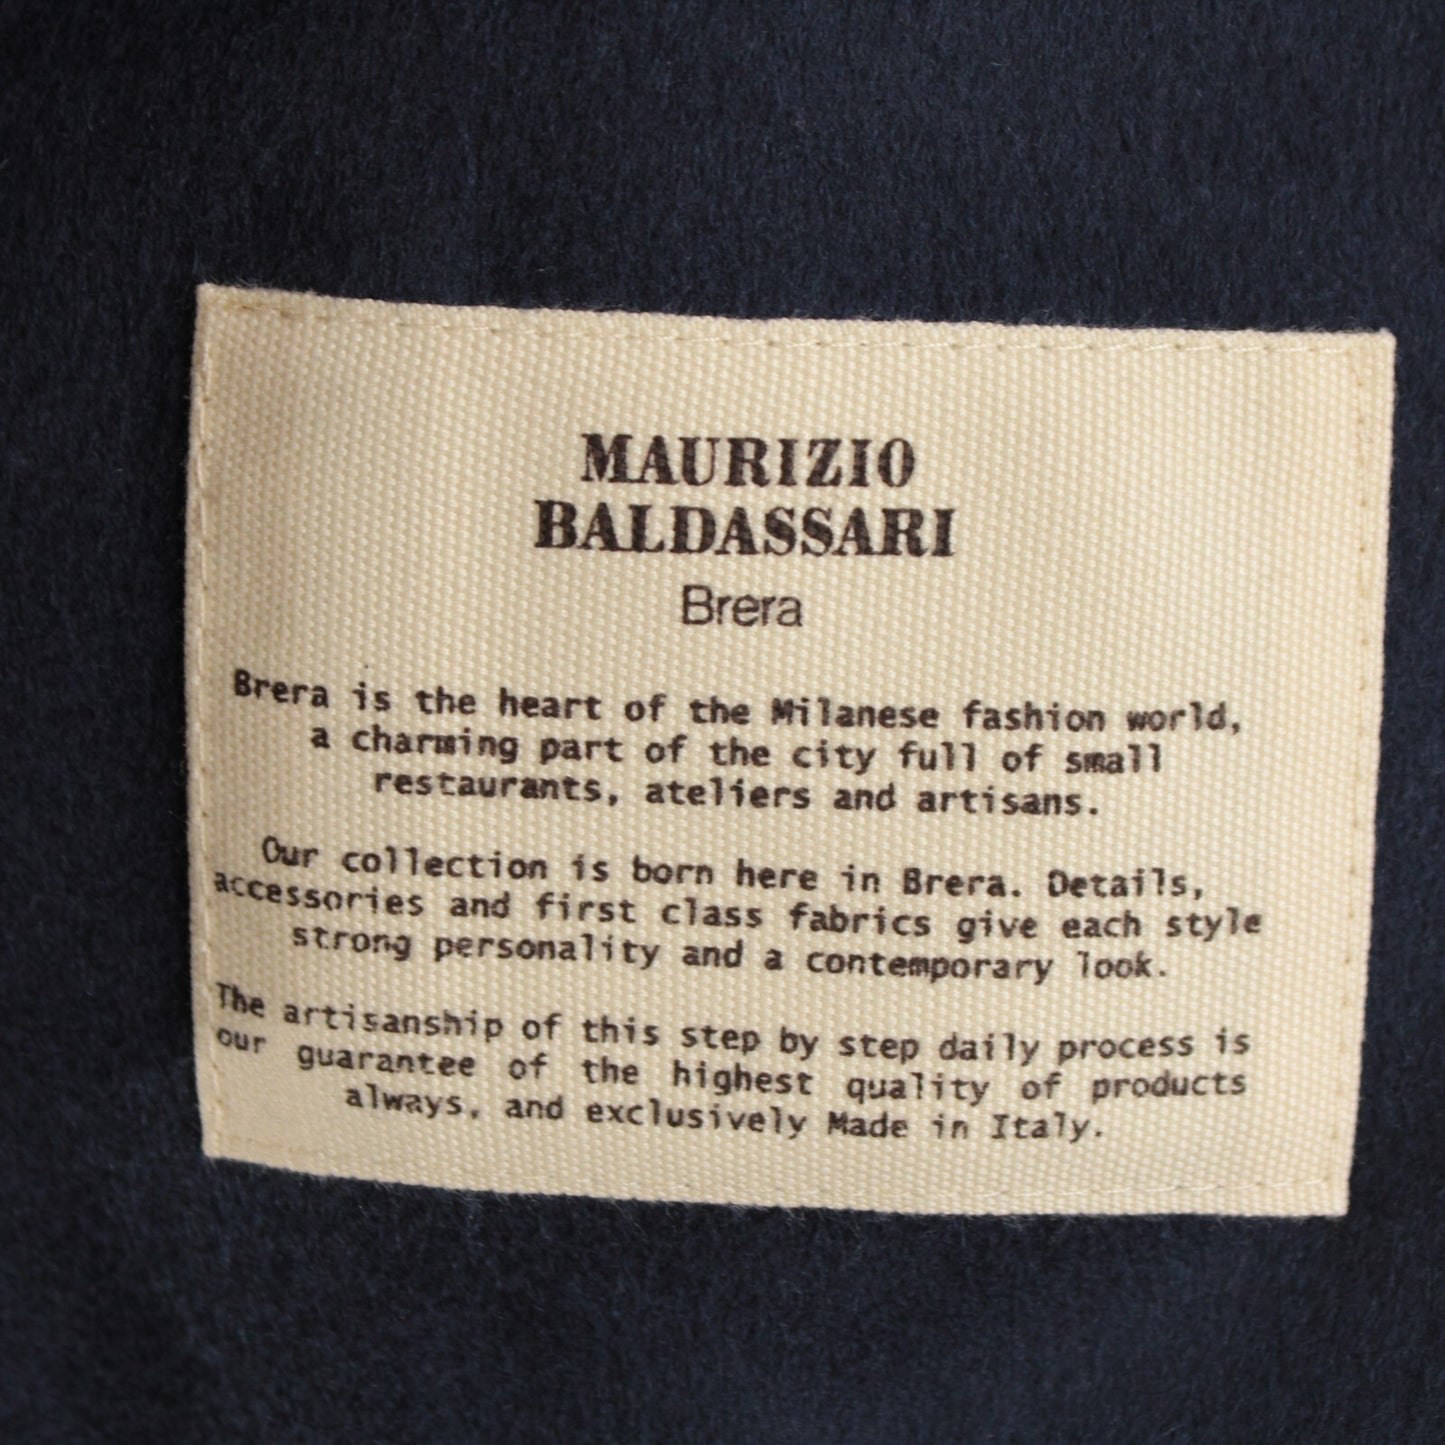 MAURIZIO
BALDASSARI
Brera
Brera is the heart of the Milanese fashion world,
a charming part of the city full of small
restaurants, ateliers and artisans.
Our collection is born here in Brera. Details,
accessories and first class fabrics give each style
strong personality and a contemporary look.
The artisanship of this step by step daily process is
our guarantee of the highest quality of products
always, and exclusively Made in Italy.